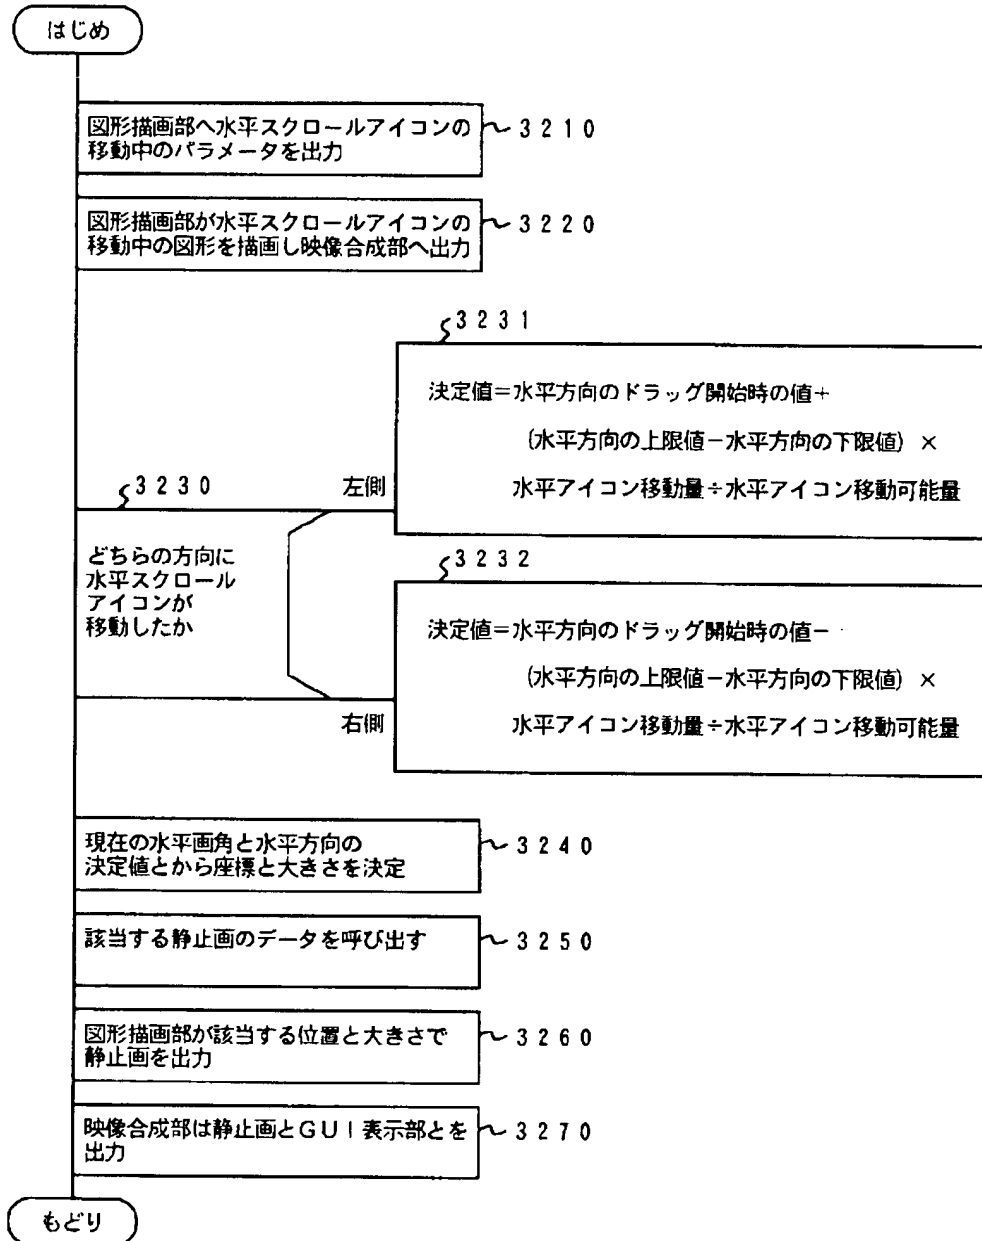 はじめ
図形描画部へ水平スクロールアイコンの
移動中のパラメータを出力
3210
図形描画部が水平スクロールアイコンの
移動中の図形を描画し映像合成部へ出力
3220
3231
決定値=水平方向のドラッグ開始時の値+
(水平方向の上限値-水平方向の下限値) ×
水平アイコン移動量÷水平アイコン移動可能量
3230
左側
どちらの方向に
水平スクロール
アイコンが
移動したか
3232
決定値=水平方向のドラッグ開始時の値-
(水平方向の上限値-水平方向の下限値) ×
水平アイコン移動量÷水平アイコン移動可能量
右側
現在の水平画角と水平方向の
決定値とから座標と大きさを決定
3240
該当する静止画のデータを呼び出す
3250
図形描画部が該当する位置と大きさで
静止画を出力
3260
映像合成部は静止画とGUI表示部とを
出力
3270
もどり